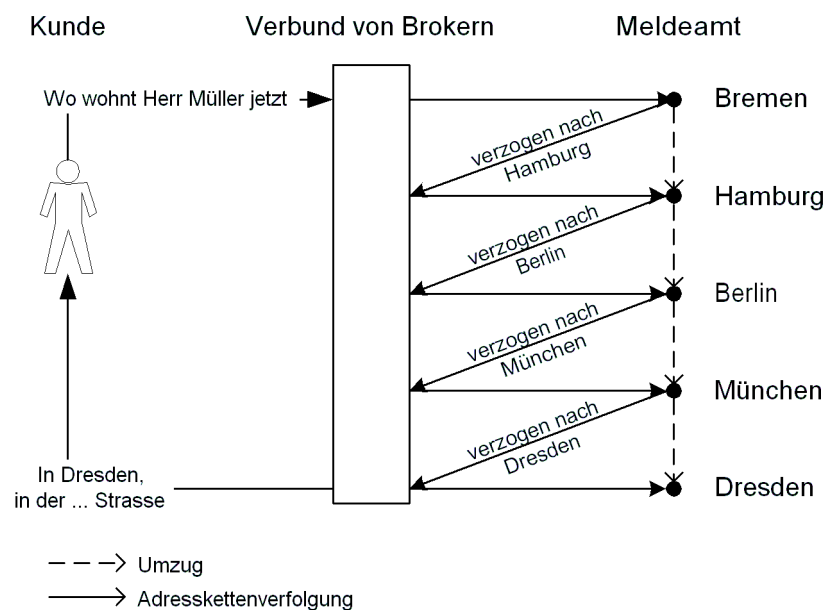 Kunde
Verbund von Brokern
Meldeamt
Wo wohnt Herr Müller jetzt
Bremen
verzogen nach
Hamburg
Hamburg
verzogen nach
Berlin
Berlin
verzogen nach
München
München
verzogen nach
Dresden
In Dresden,
in der ... Strasse
Dresden
Umzug
Adresskettenverfolgung